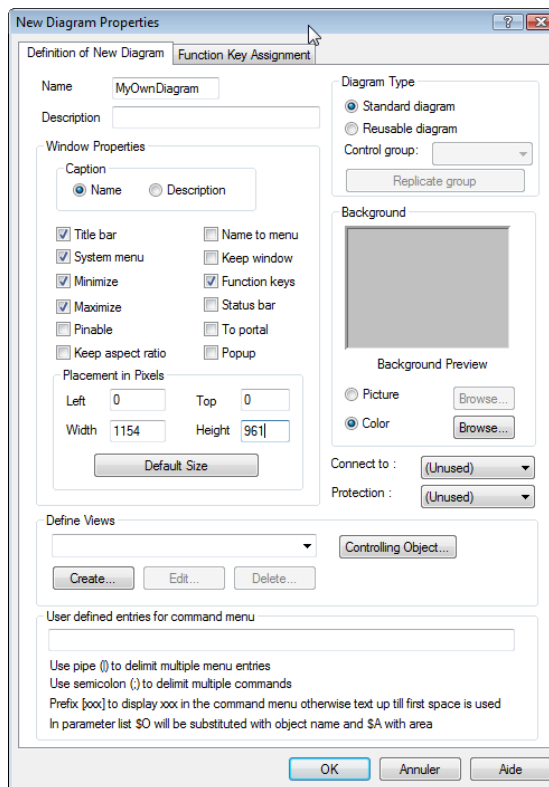 New Diagram Properties
Definition of New Diagram
Function Key Assignment
Name
MyOwnDiagram
Description
Window Properties
Caption
Name
Description
Title bar
Name to menu
System menu
Keep window
Minimize
Function keys
Maximize
Status bar
Pinable
To portal
Keep aspect ratio
Popup
Placement in Pixels
Left
0
Top
0
Width
1154
Height
961
Default Size
Diagram Type
Standard diagram
Reusable diagram
Control group:
Replicate group
Background
Background Preview
Picture
Browse...
Color
Browse...
Connect to :
(Unused)
Protection :
(Unused)
Define Views
Controlling Object...
Create...
Edit...
Delete...
User defined entries for command menu
Use pipe (|) to delimit multiple menu entries
Use semicolon (;) to delimit multiple commands
Prefix [xxx] to display xxx in the command menu otherwise text up till first space is used
In parameter list $O will be substituted with object name and $A with area
OK
Annuler
Aide